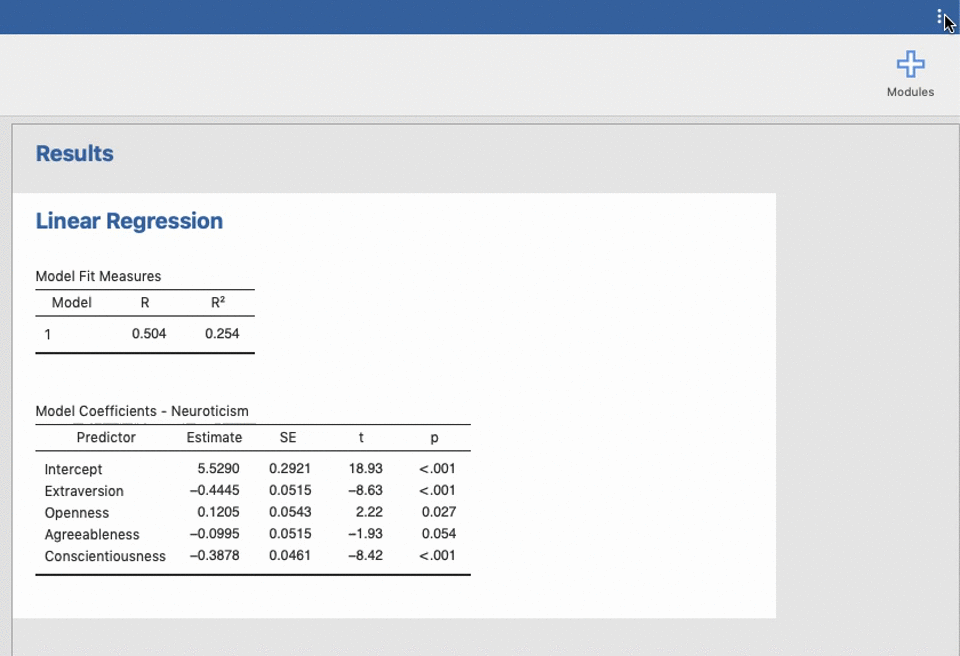 Modules
Results
Linear Regression
Model Fit Measures
Model R R²
1 0.504 0.254
Model Coefficients - Neuroticism
Predictor Estimate SE t p
Intercept 5.5290 0.2921 18.93 <.001
Extraversion −0.4445 0.0515 −8.63 <.001
Openness 0.1205 0.0543 2.22 0.027
Agreeableness −0.0995 0.0515 −1.93 0.054
Conscientiousness −0.3878 0.0461 −8.42 <.001